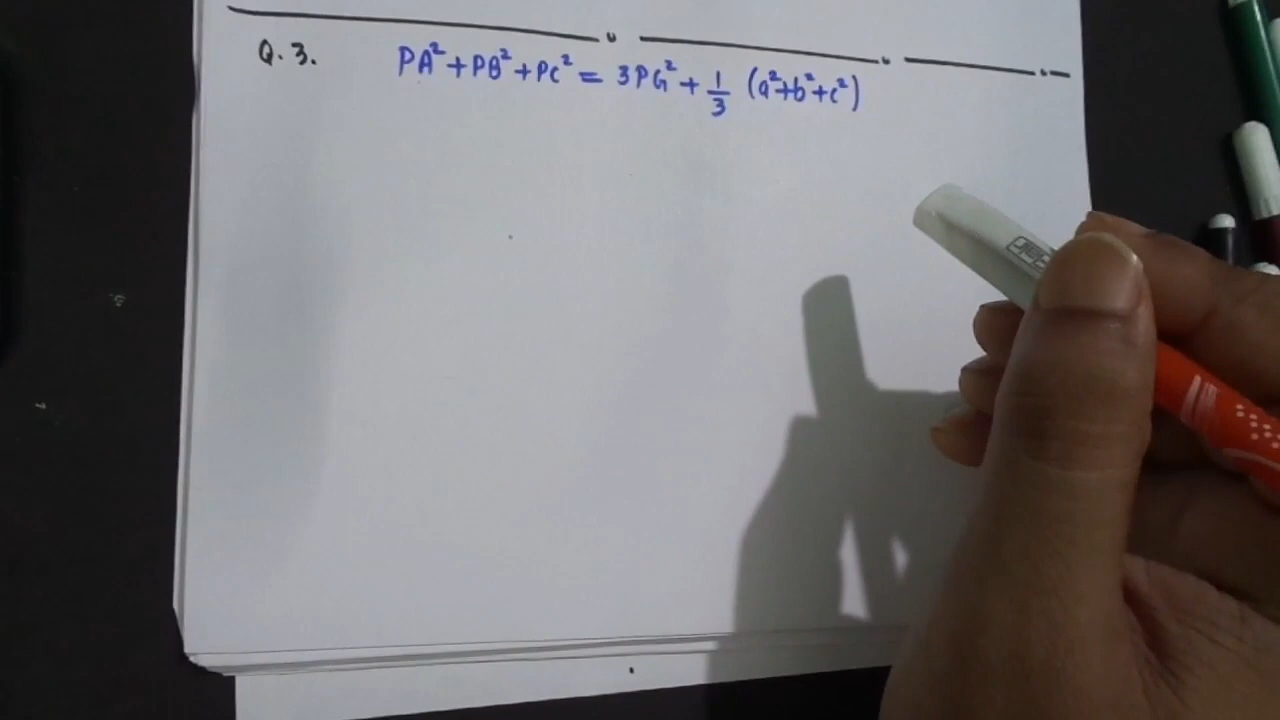 Q.3. PA²+PB²+PC² = 3PG²+ 1/3 (a²+b²+c²)